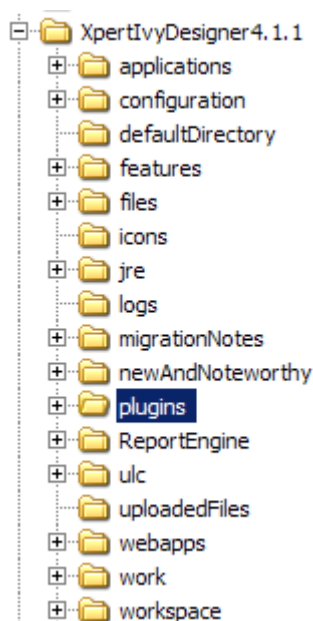 XpertIvyDesigner4.1.1
applications
configuration
defaultDirectory
features
files
icons
jre
logs
migrationNotes
newAndNoteworthy
plugins
ReportEngine
ulc
uploadedFiles
webapps
work
workspace